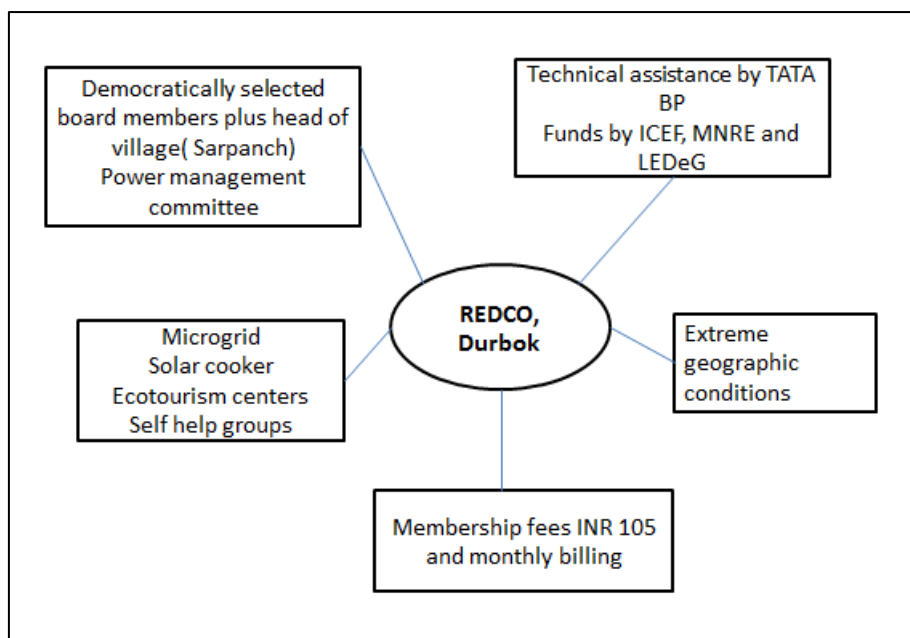 Democratically selected
board members plus head of
village( Sarpanch)
Power management
committee
Technical assistance by TATA
BP
Funds by ICEF, MNRE and
LEDeG
REDCO,
Durbok
Microgrid
Solar cooker
Ecotourism centers
Self help groups
Extreme
geographic
conditions
Membership fees INR 105
and monthly billing